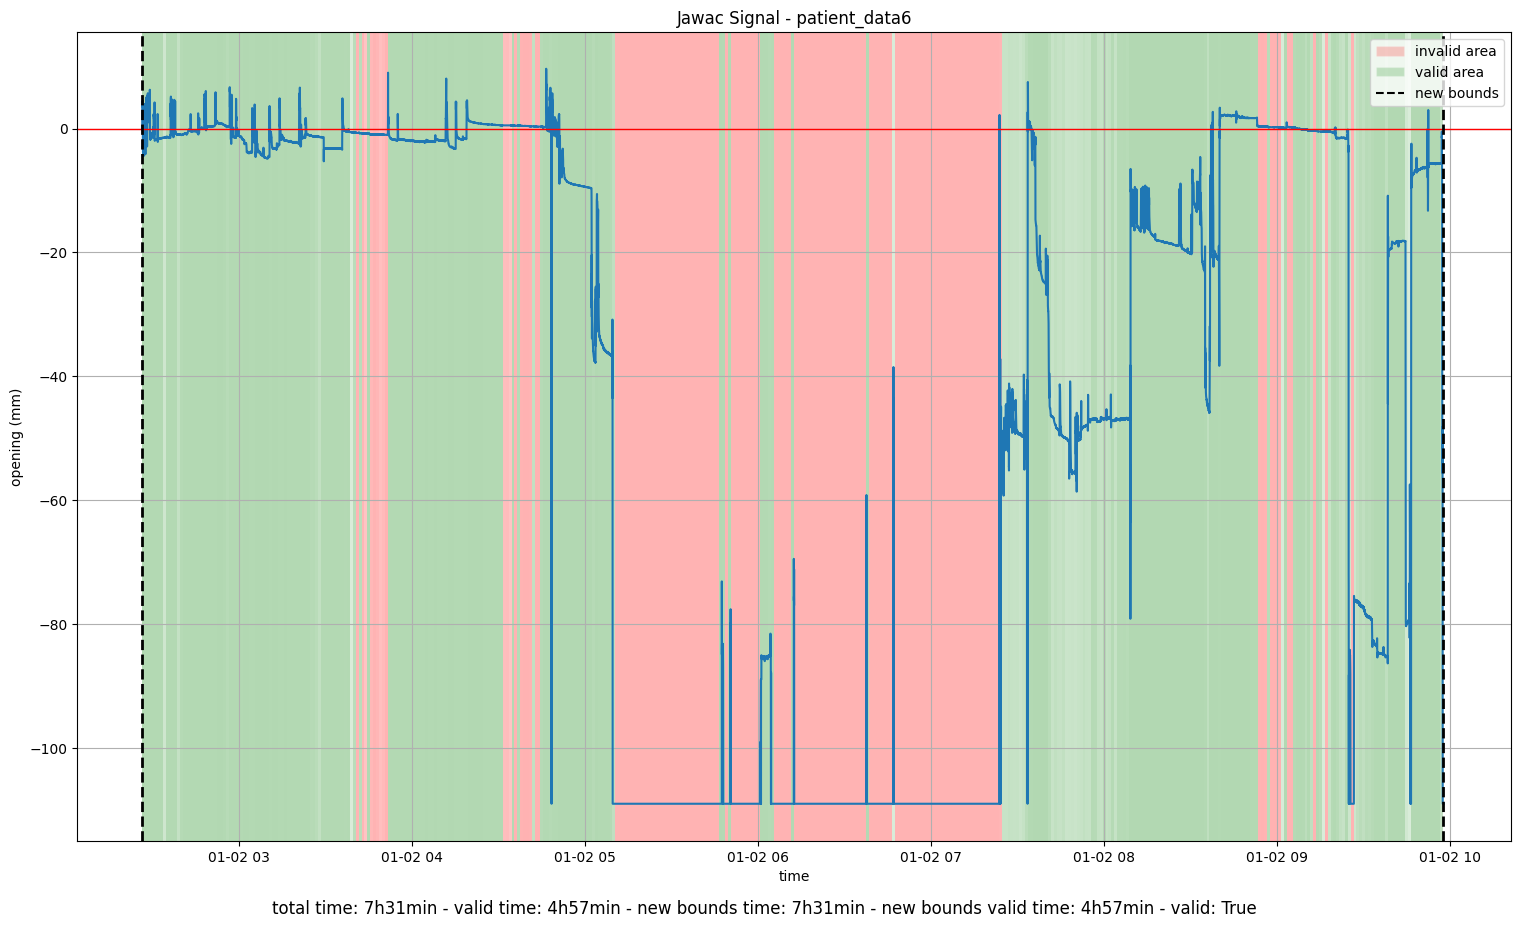 Jawac Signal - patient_data6
invalid area
valid area
new bounds
0
−20
−40
−60
−80
−100
opening (mm)
01-02 03 01-02 04 01-02 05 01-02 06 01-02 07 01-02 08 01-02 09 01-02 10
time
total time: 7h31min - valid time: 4h57min - new bounds time: 7h31min - new bounds valid time: 4h57min - valid: True